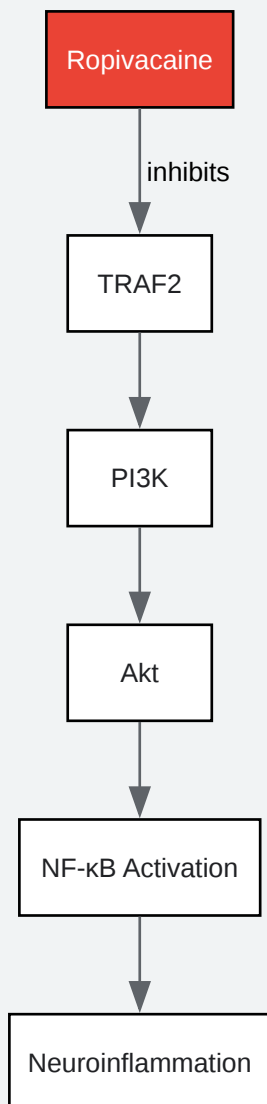 Ropivacaine
inhibits
TRAF2
PI3K
Akt
NF-κB Activation
Neuroinflammation